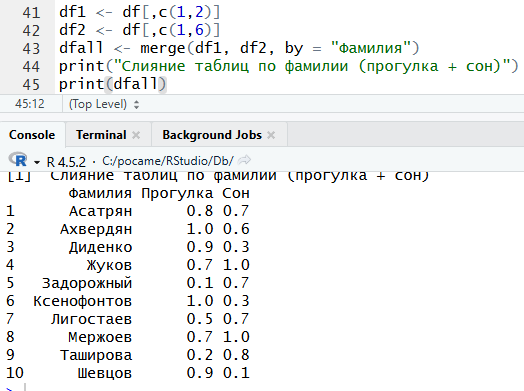 41 df1 <- df[,c(1,2)]
42 df2 <- df[,c(1,6)]
43 dfall <- merge(df1, df2, by = "Фамилия")
44 print("Слияние таблиц по фамилии (прогулка + сон)")
45 print(dfall)
45:12 (Top Level)
Console Terminal Background Jobs
R R 4.5.2 · C:/pocame/RStudio/Db/
[1] "Слияние таблиц по фамилии (прогулка + сон)"
Фамилия Прогулка Сон
1 Асатрян 0.8 0.7
2 Ахвердян 1.0 0.6
3 Диденко 0.9 0.3
4 Жуков 0.7 1.0
5 Задорожный 0.1 0.7
6 Ксенофонтов 1.0 0.3
7 Лигостаев 0.5 0.7
8 Мержоев 0.7 1.0
9 Таширова 0.2 0.8
10 Шевцов 0.9 0.1
>